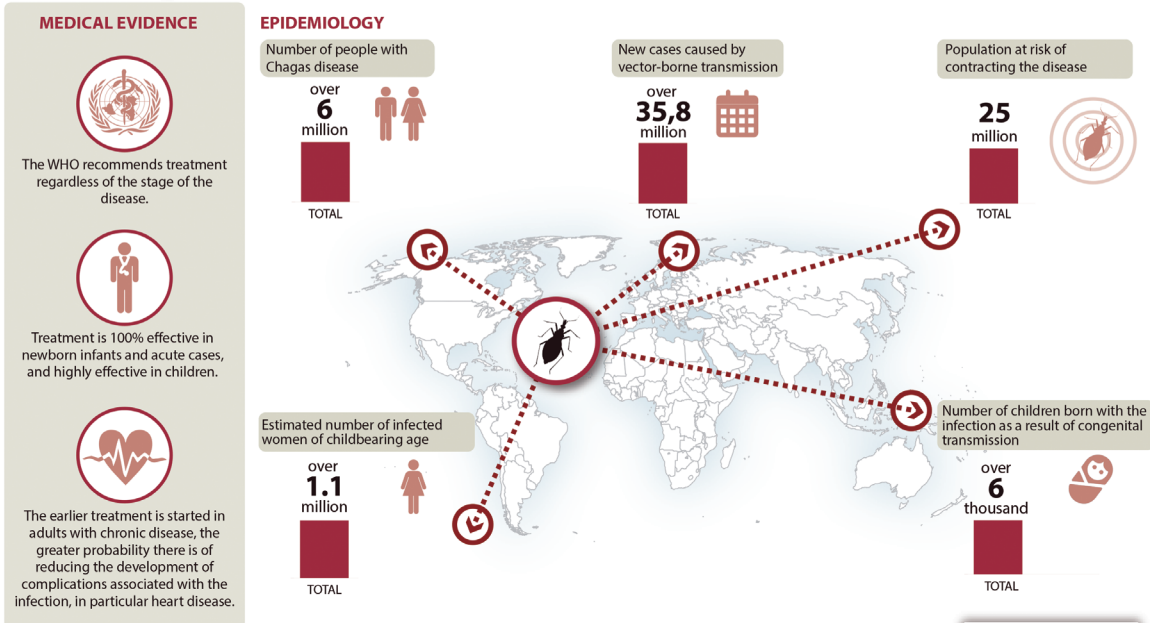 MEDICAL EVIDENCE
The WHO recommends treatment
regardless of the stage of the
disease.
Treatment is 100% effective in
newborn infants and acute cases,
and highly effective in children.
The earlier treatment is started in
adults with chronic disease, the
greater probability there is of
reducing the development of
complications associated with the
infection, in particular heart disease.
EPIDEMIOLOGY
Number of people with
Chagas disease
over
6
million
TOTAL
New cases caused by
vector-borne transmission
over
35,8
million
TOTAL
Population at risk of
contracting the disease
25
million
TOTAL
Estimated number of infected
women of childbearing age
over
1.1
million
TOTAL
Number of children born with the
infection as a result of congenital
transmission
over
6
thousand
TOTAL